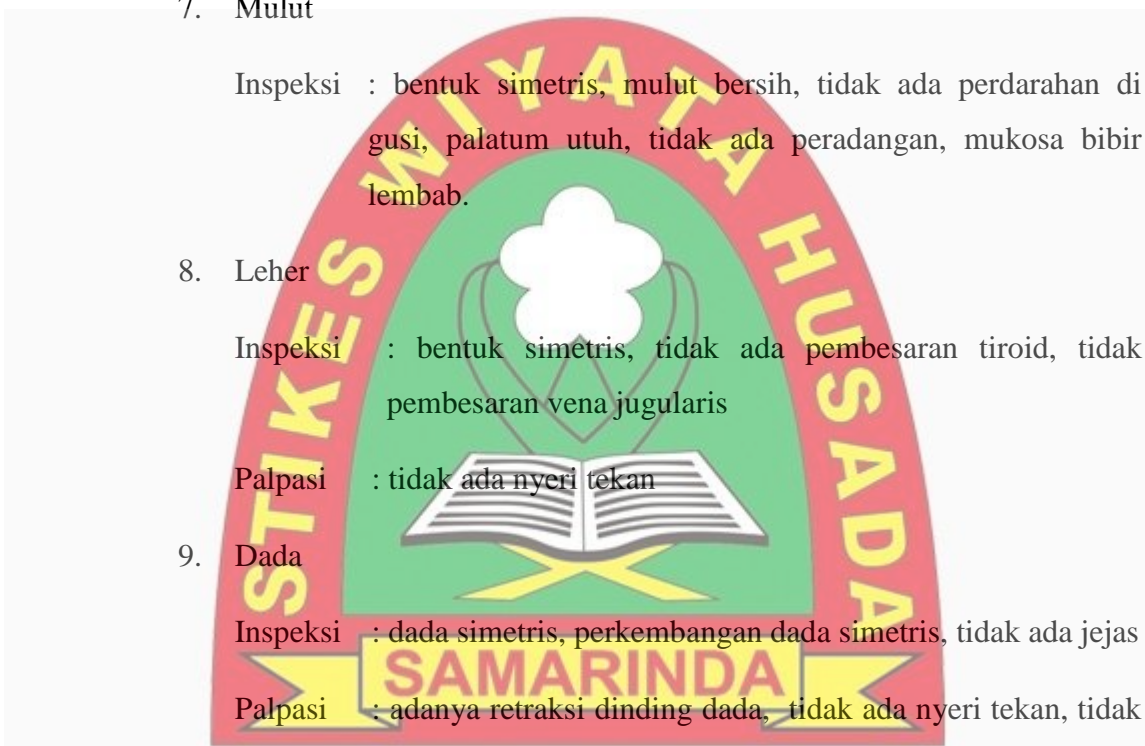 7. Mulut
Inspeksi : bentuk simetris, mulut bersih, tidak ada perdarahan di
gusi, palatum utuh, tidak ada peradangan, mukosa bibir
lembab.
8. Leher
Inspeksi : bentuk simetris, tidak ada pembesaran tiroid, tidak
pembesaran vena jugularis
Palpasi : tidak ada nyeri tekan
9. Dada
Inspeksi : dada simetris, perkembangan dada simetris, tidak ada jejas
Palpasi : adanya retraksi dinding dada, tidak ada nyeri tekan, tidak
STIKES WIYATA HUSADA
SAMARINDA